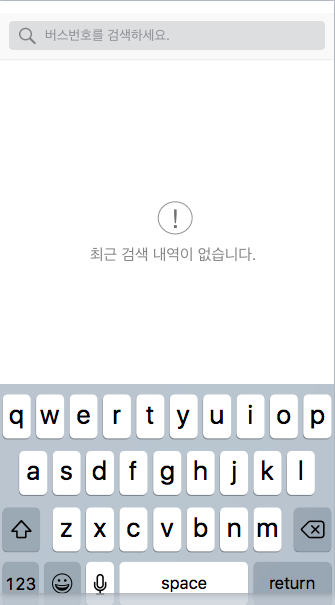 버스번호를 검색하세요.
!
최근 검색 내역이 없습니다.
q w e r t y u i o p
a s d f g h j k l
z x c v b n m
123 space return